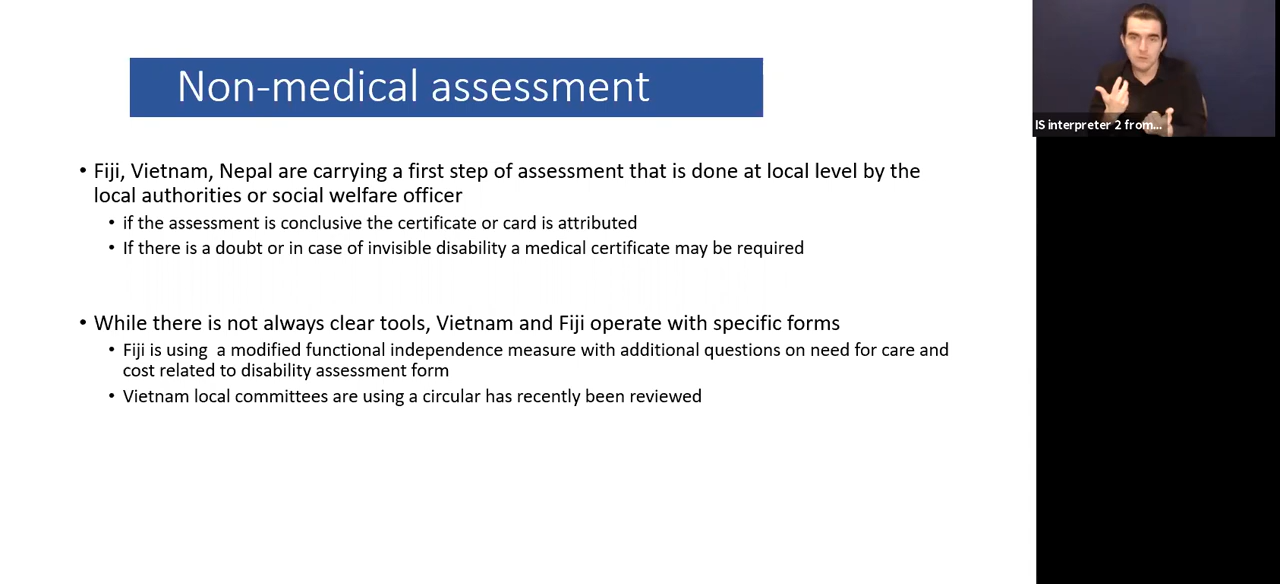 Non-medical assessment
IS interpreter 2 from...
• Fiji, Vietnam, Nepal are carrying a first step of assessment that is done at local level by the
local authorities or social welfare officer
• if the assessment is conclusive the certificate or card is attributed
• If there is a doubt or in case of invisible disability a medical certificate may be required
• While there is not always clear tools, Vietnam and Fiji operate with specific forms
• Fiji is using  a modified functional independence measure with additional questions on need for care and
cost related to disability assessment form
• Vietnam local committees are using a circular has recently been reviewed